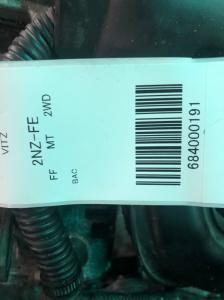 VITZ
2NZ-FE
FF MT 2WD
BAC
684000191